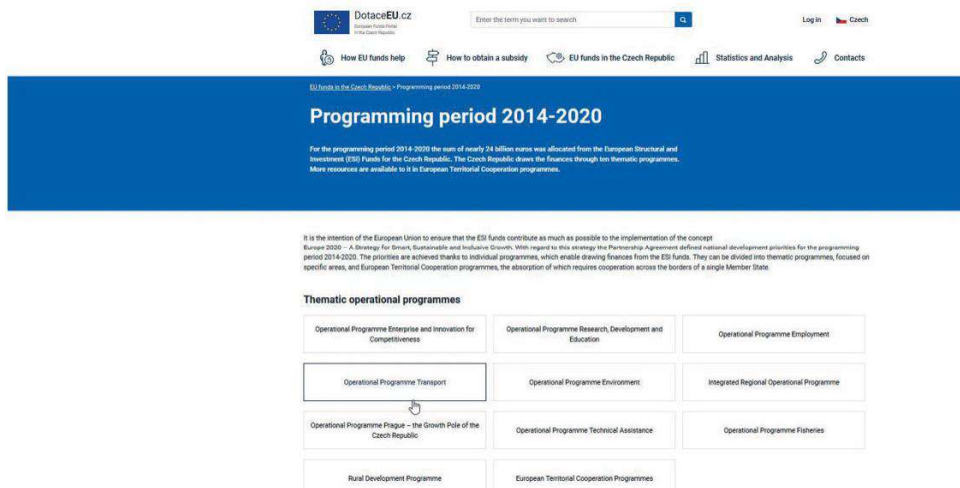 DotaceEU.cz
European Funds Portal
in the Czech Republic
Enter the term you want to search
Log in
Czech
How EU funds help
How to obtain a subsidy
EU funds in the Czech Republic
Statistics and Analysis
Contacts
EU funds in the Czech Republic > Programming period 2014-2020
Programming period 2014-2020
For the programming period 2014-2020 the sum of nearly 24 billion euros was allocated from the European Structural and
Investment (ESI) Funds for the Czech Republic. The Czech Republic draws the finances through ten thematic programmes.
More resources are available to it in European Territorial Cooperation programmes.
It is the intention of the European Union to ensure that the ESI funds contribute as much as possible to the implementation of the concept
Europe 2020 – A Strategy for Smart, Sustainable and Inclusive Growth. With regard to this strategy the Partnership Agreement defined national development priorities for the programming
period 2014-2020. The priorities are achieved thanks to individual programmes, which enable drawing finances from the ESI funds. They can be divided into thematic programmes, focused on
specific areas, and European Territorial Cooperation programmes, the absorption of which requires cooperation across the borders of a single Member State.
Thematic operational programmes
Operational Programme Enterprise and Innovation for
Competitiveness
Operational Programme Research, Development and
Education
Operational Programme Employment
Operational Programme Transport
Operational Programme Environment
Integrated Regional Operational Programme
Operational Programme Prague – the Growth Pole of the
Czech Republic
Operational Programme Technical Assistance
Operational Programme Fisheries
Rural Development Programme
European Territorial Cooperation Programmes